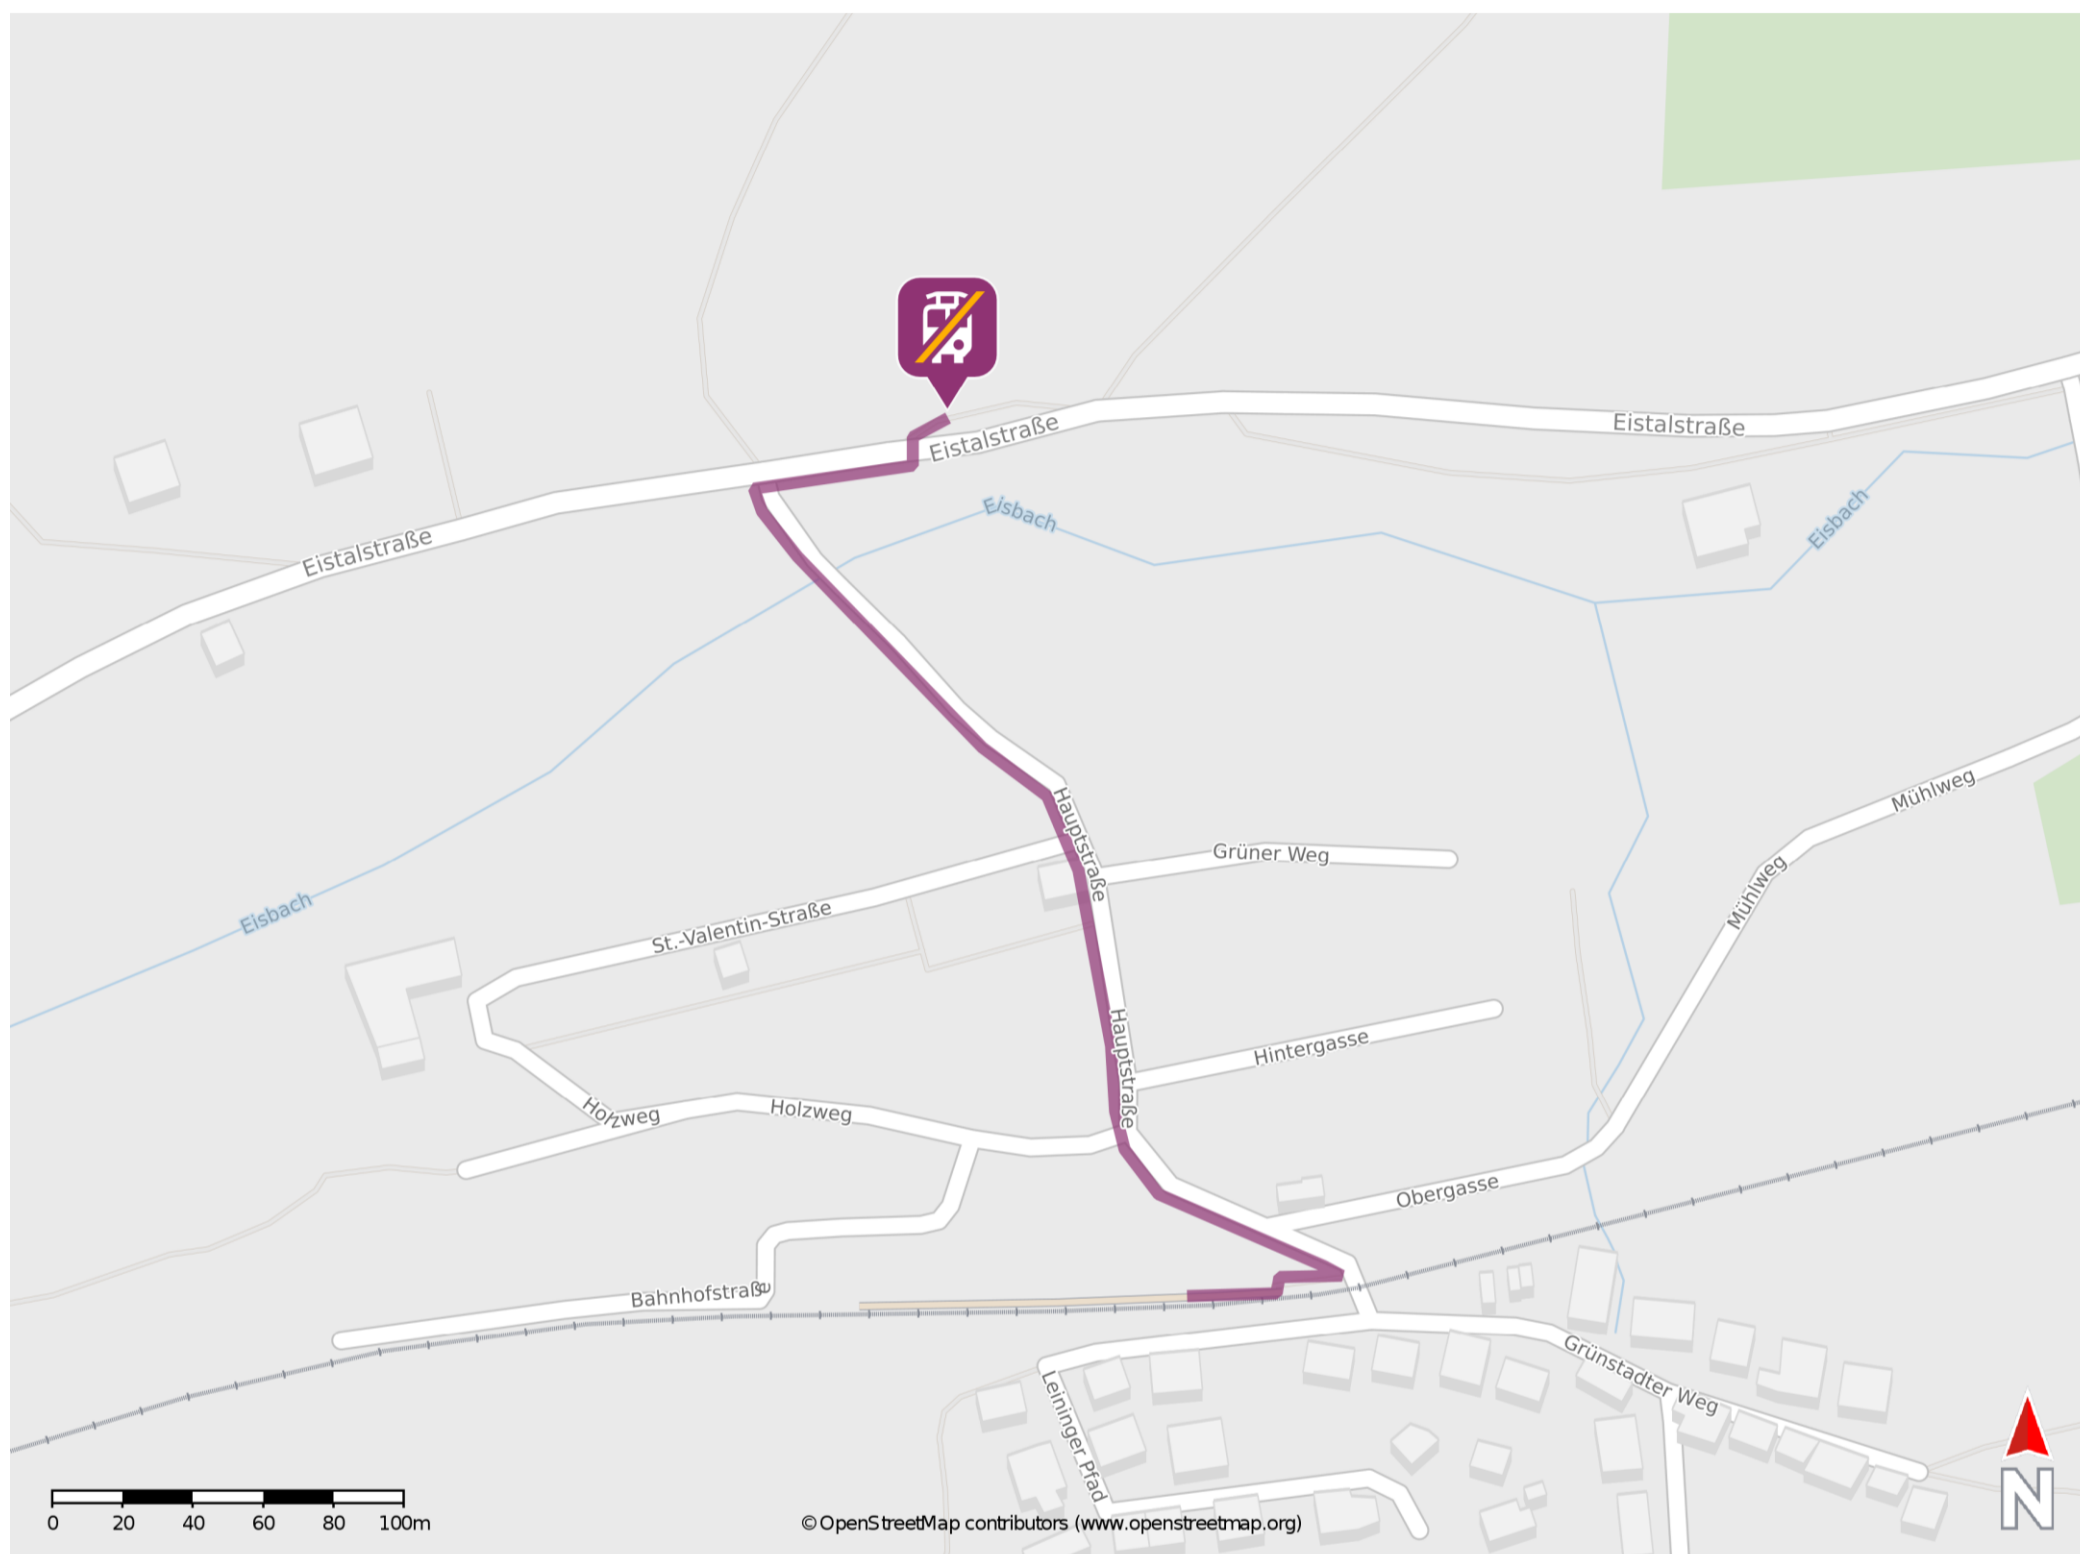 Eistalstraße
Eistalstraße
Eisbach
Eisbach
Eistalstraße
Mühlweg
Hauptstraße
Grüner Weg
Mühlweg
Eisbach
St.-Valentin-Straße
Hauptstraße
Hintergasse
Holzweg
Holzweg
Obergasse
Bahnhofstraße
Grünstadter Weg
Leininger Pfad
N
0 20 40 60 80 100m
© OpenStreetMap contributors (www.openstreetmap.org)